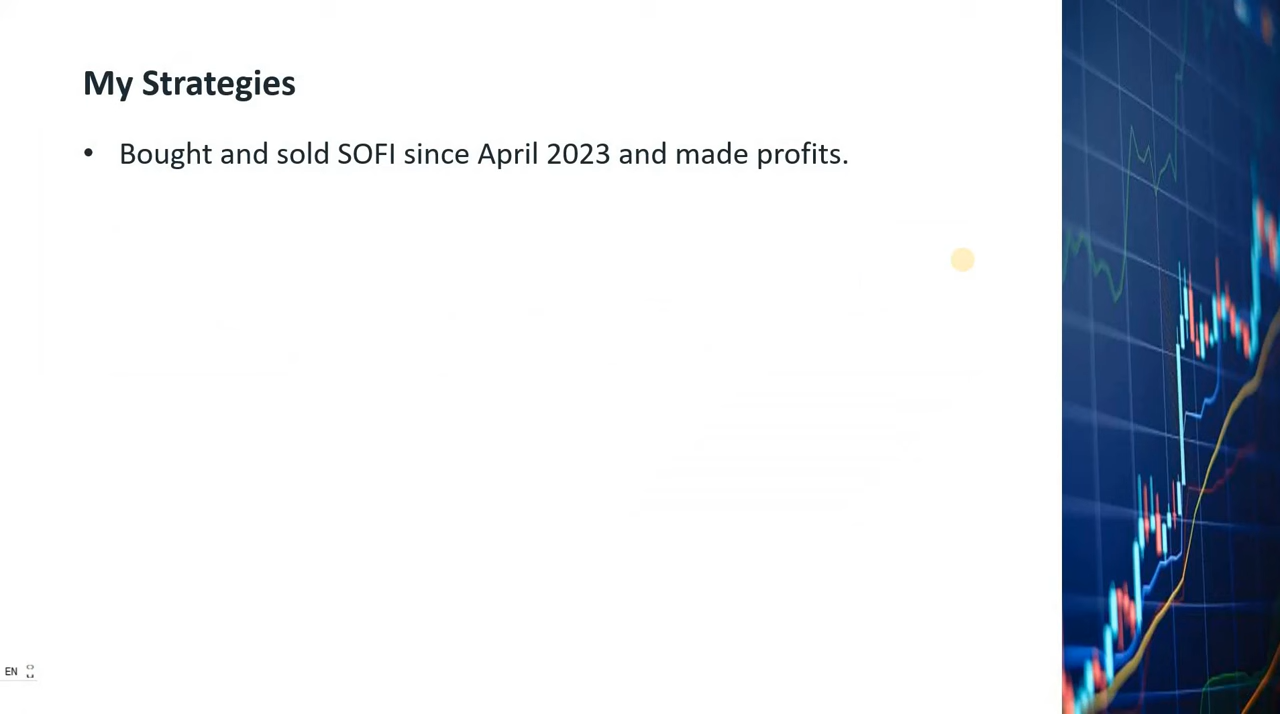 My Strategies
• Bought and sold SOFI since April 2023 and made profits.
EN